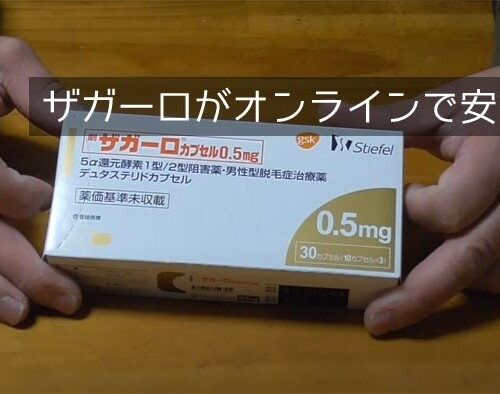 ザガーロがオンラインで安
劇 ザガーロ®カプセル0.5mg
gsk Stiefel
5α還元酵素1型/2型阻害薬・男性型脱毛症治療薬
デュタステリドカプセル
薬価基準未収載
0.5mg
30カプセル(10カプセル×3)